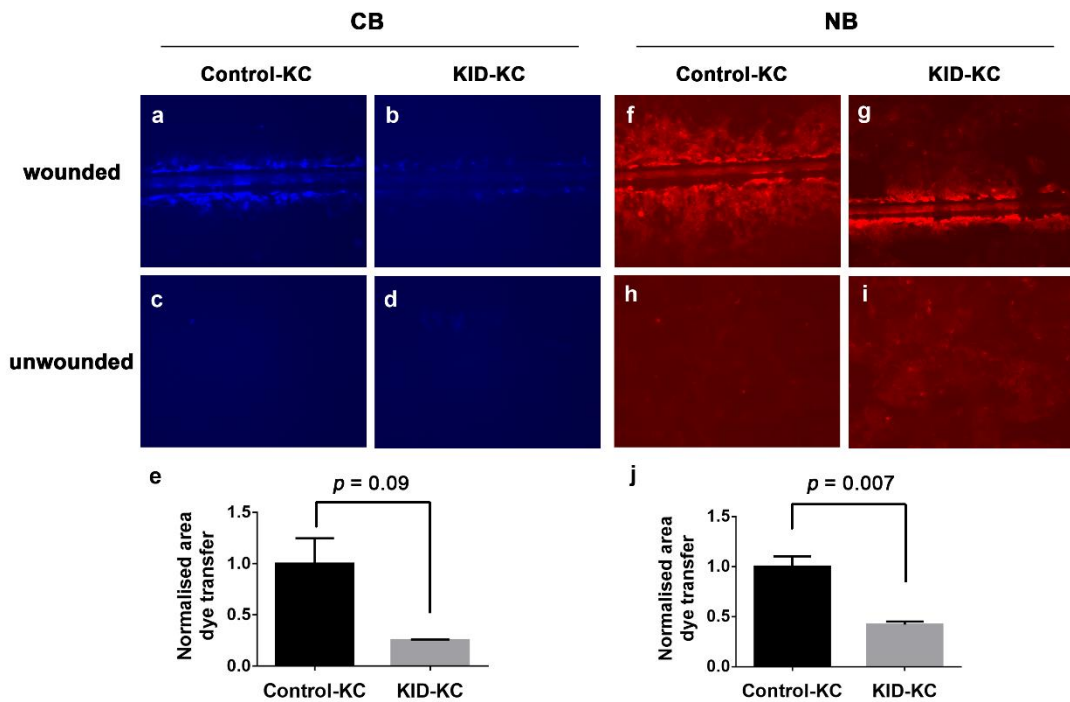 CB
NB
Control-KC
KID-KC
Control-KC
KID-KC
wounded
a
b
f
g
unwounded
c
d
h
i
e
p = 0.09
Normalised area
dye transfer
1.5
1.0
0.5
0.0
Control-KC
KID-KC
j
p = 0.007
Normalised area
dye transfer
1.5
1.0
0.5
0.0
Control-KC
KID-KC